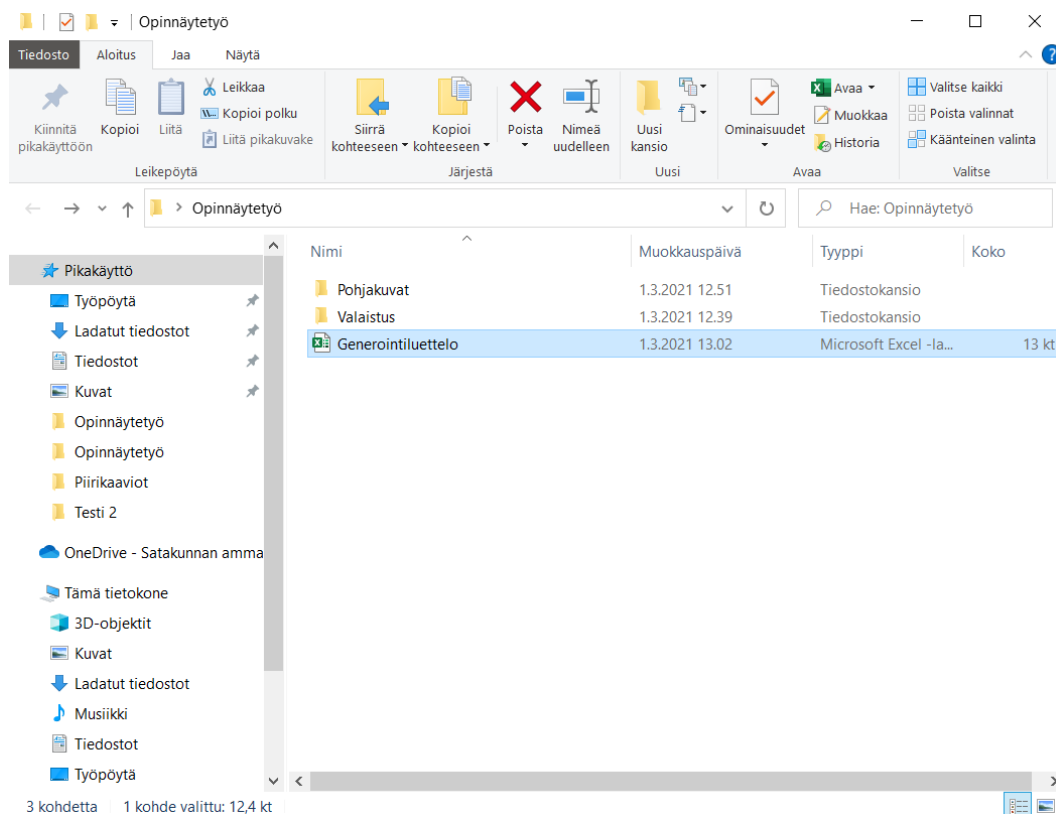 Opinnäytetyö
Tiedosto Aloitus Jaa Näytä
Kiinnitä pikakäyttöön
Kopioi
Liitä
Leikkaa
Kopioi polku
Liitä pikakuvake
Leikepöytä
Siirrä kohteeseen
Kopioi kohteeseen
Poista
Nimeä uudelleen
Järjestä
Uusi kansio
Uusi
Ominaisuudet
Avaa
Muokkaa
Historia
Avaa
Valitse kaikki
Poista valinnat
Käänteinen valinta
Valitse
Opinnäytetyö
Hae: Opinnäytetyö
Pikakäyttö
Työpöytä
Ladatut tiedostot
Tiedostot
Kuvat
Opinnäytetyö
Opinnäytetyö
Piirikaaviot
Testi 2
OneDrive - Satakunnan amma
Tämä tietokone
3D-objektit
Kuvat
Ladatut tiedostot
Musiikki
Tiedostot
Työpöytä
Nimi Muokkauspäivä Tyyppi Koko
Pohjakuvat 1.3.2021 12.51 Tiedostokansio
Valaistus 1.3.2021 12.39 Tiedostokansio
Generointiluettelo 1.3.2021 13.02 Microsoft Excel -la... 13 kt
3 kohdetta 1 kohde valittu: 12,4 kt